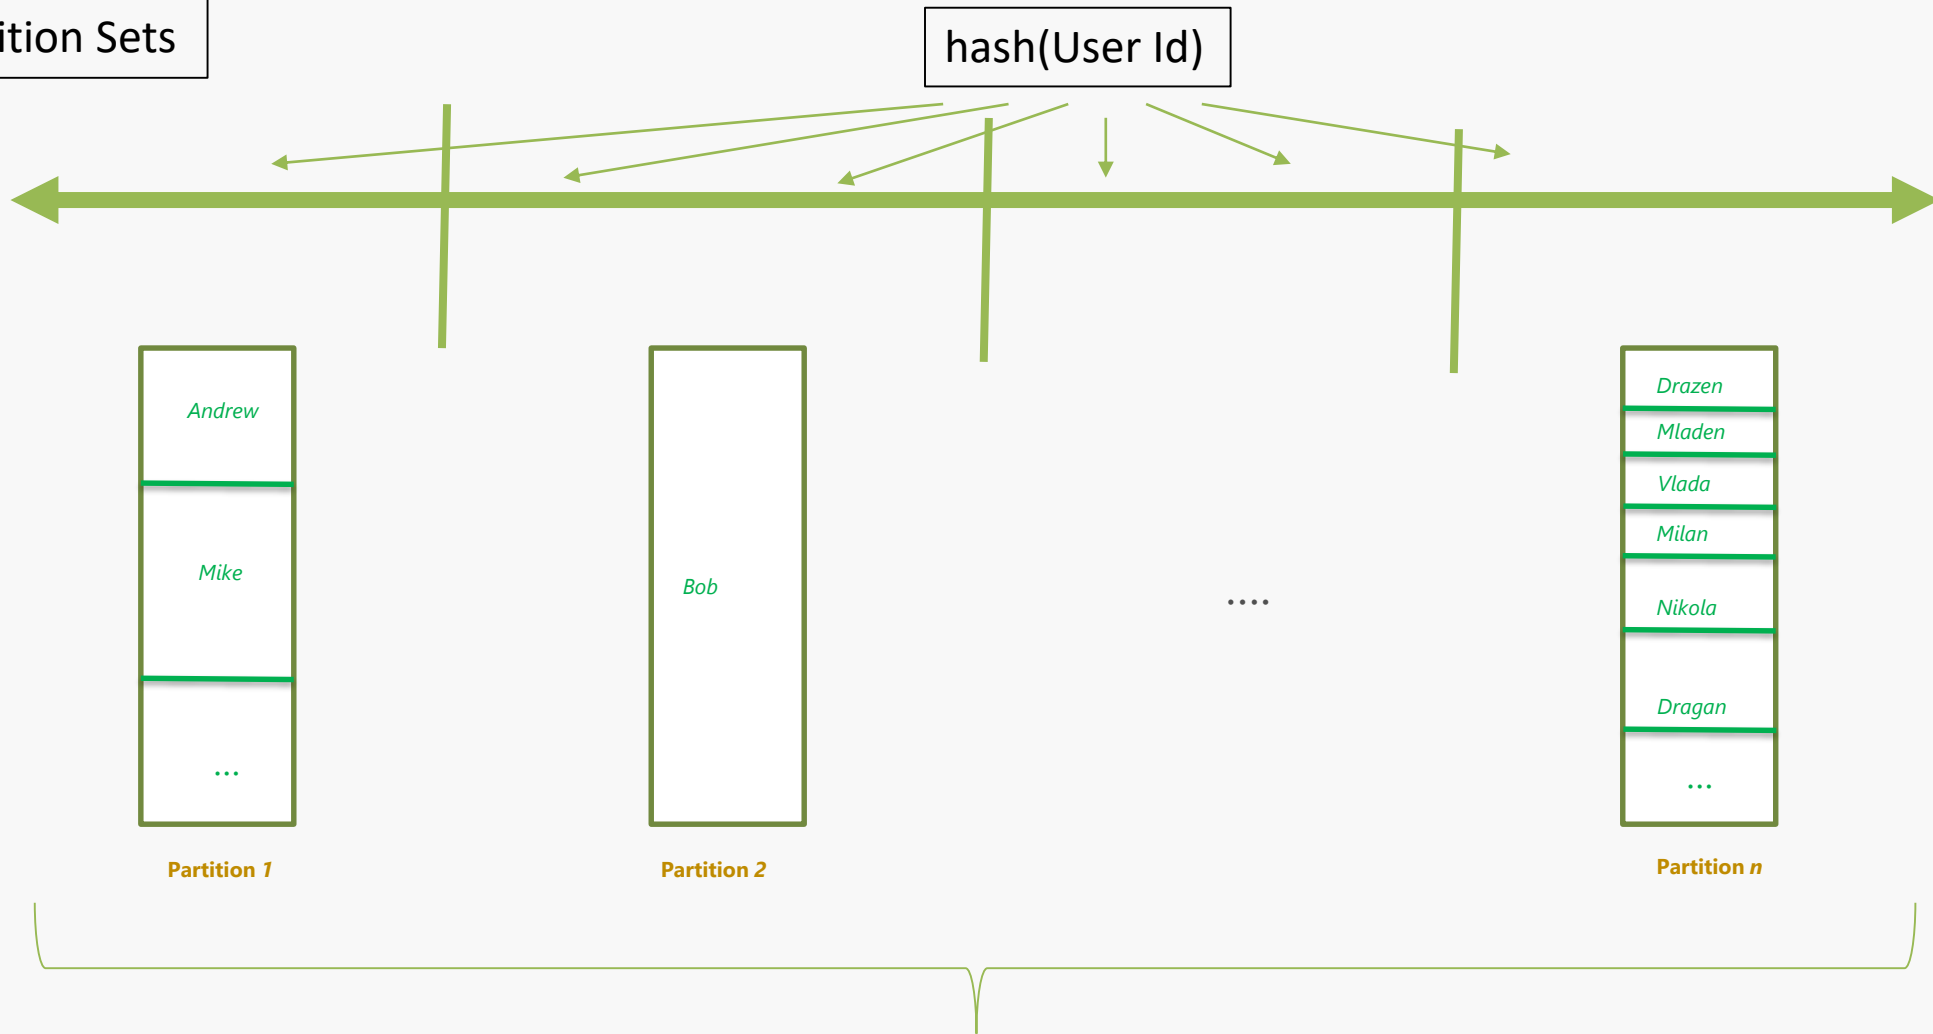 ition Sets
hash(User Id)
Andrew
Mike
...
Partition 1
Bob
Partition 2
....
Drazen
Mladen
Vlada
Milan
Nikola
Dragan
...
Partition n